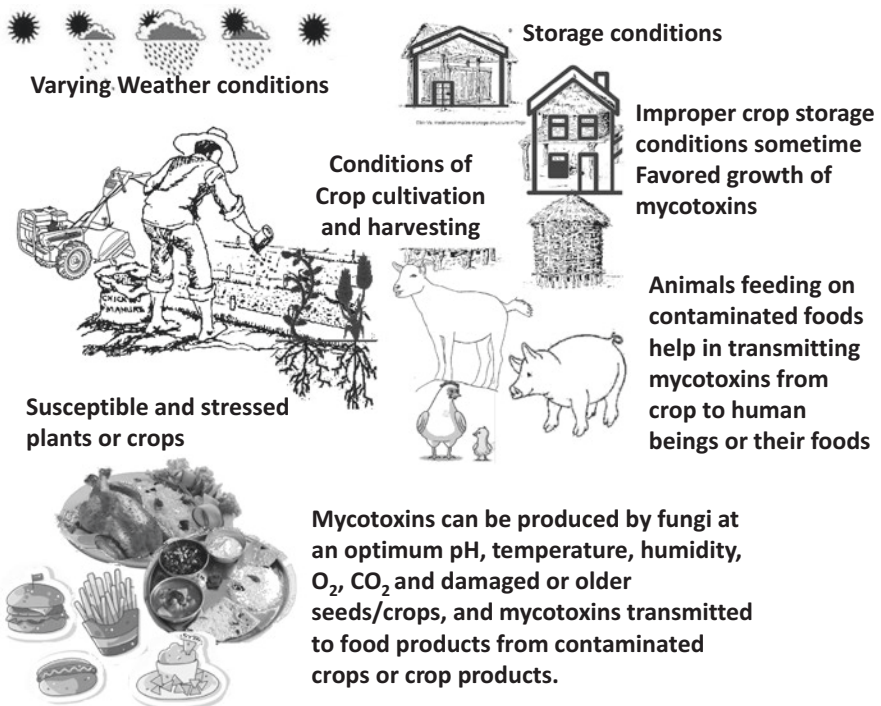 Varying Weather conditions
Storage conditions
Improper crop storage
conditions sometime
Favored growth of
mycotoxins
Conditions of
Crop cultivation
and harvesting
CHICKEN
MANURE
Animals feeding on
contaminated foods
help in transmitting
mycotoxins from
crop to human
beings or their foods
Susceptible and stressed
plants or crops
Mycotoxins can be produced by fungi at
an optimum pH, temperature, humidity,
O₂, CO₂ and damaged or older
seeds/crops, and mycotoxins transmitted
to food products from contaminated
crops or crop products.